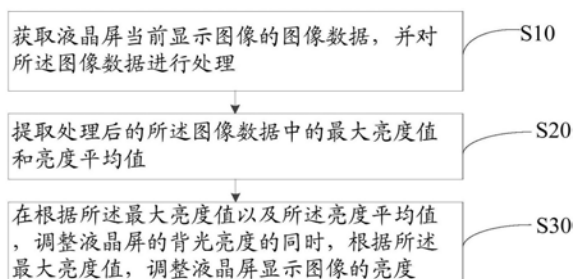 获取液晶屏当前显示图像的图像数据，并对
所述图像数据进行处理
S10
提取处理后的所述图像数据中的最大亮度值
和亮度平均值
S20
在根据所述最大亮度值以及所述亮度平均值
，调整液晶屏的背光亮度的同时，根据所述
最大亮度值，调整液晶屏显示图像的亮度
S30